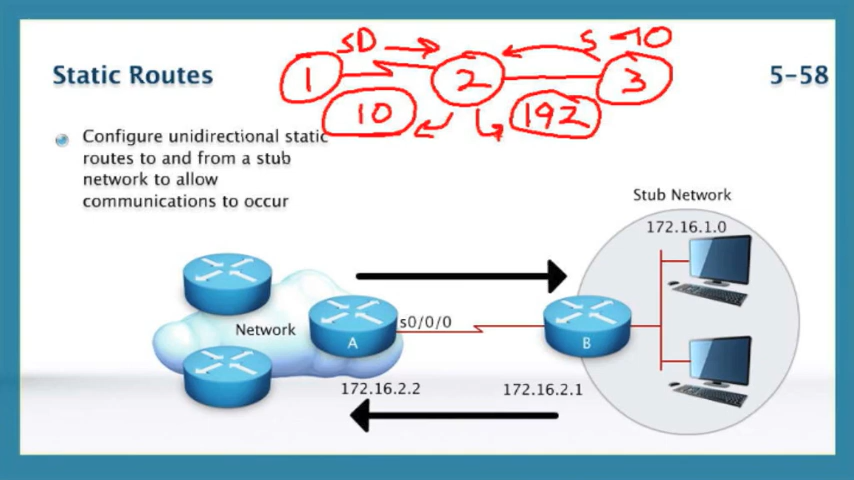 SD
S 10
1
2
3
Static Routes
5-58
10
192
Configure unidirectional static
routes to and from a stub
network to allow
communications to occur
Stub Network
172.16.1.0
Network
A
s0/0/0
B
172.16.2.2
172.16.2.1